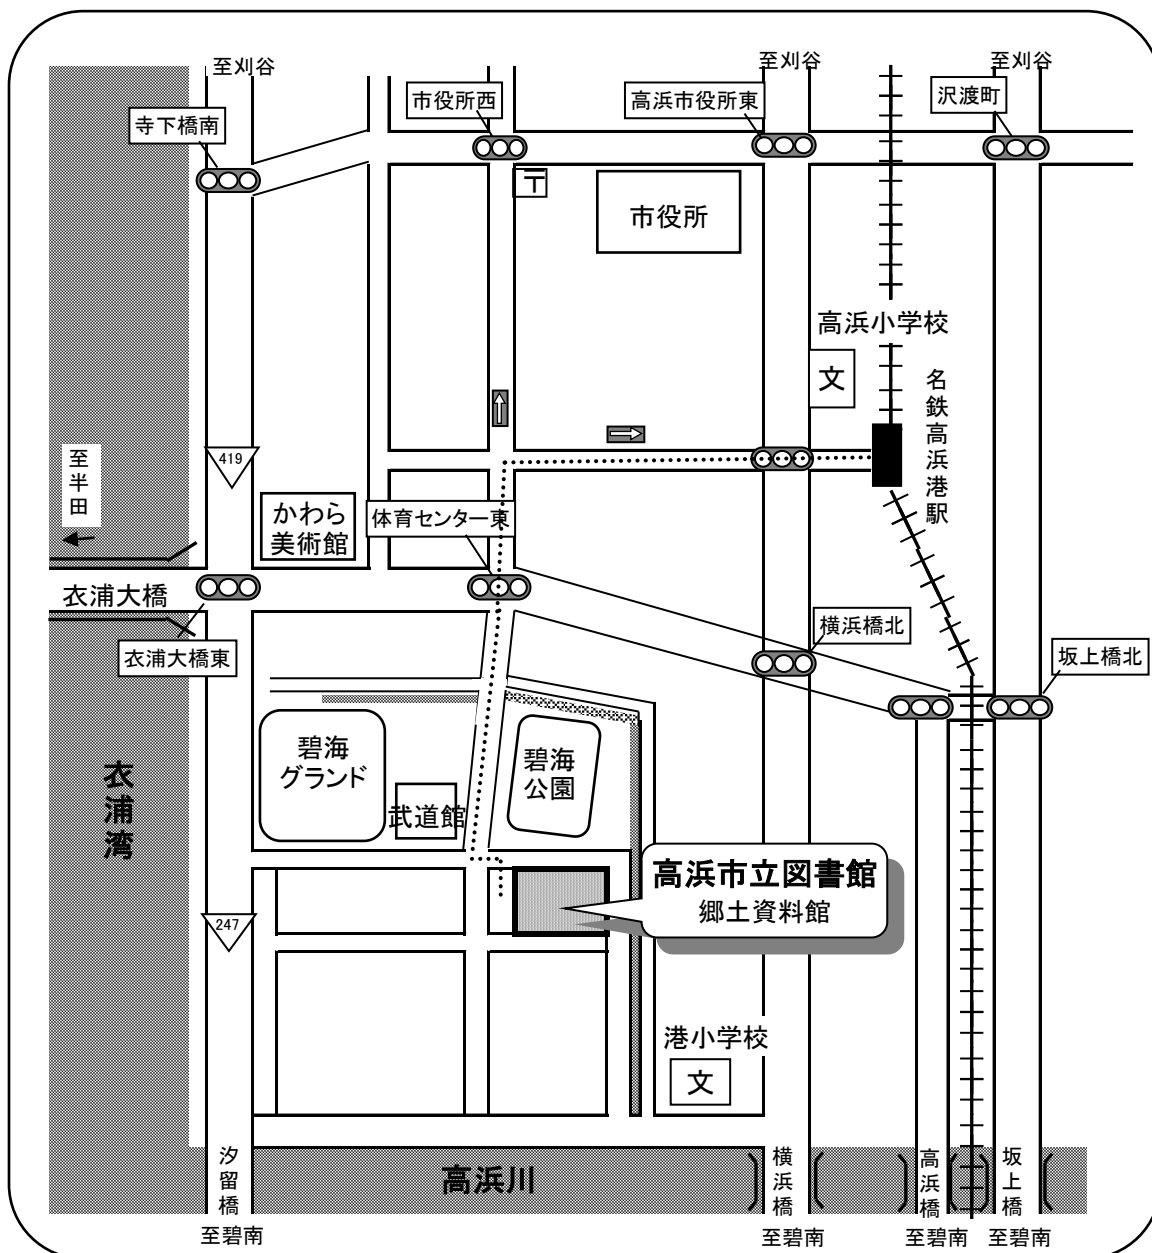 至刈谷
至刈谷
至刈谷
市役所西
高浜市役所東
沢渡町
寺下橋南
〒
市役所
高浜小学校
文
名鉄高浜港駅
至半田
419
かわら
美術館
体育センター東
衣浦大橋
衣浦大橋東
横浜橋北
坂上橋北
碧海
グランド
碧海
公園
武道館
衣浦湾
高浜市立図書館
郷土資料館
247
港小学校
文
汐留橋
高浜川
横浜橋
高浜橋
坂上橋
至碧南
至碧南
至碧南
至碧南